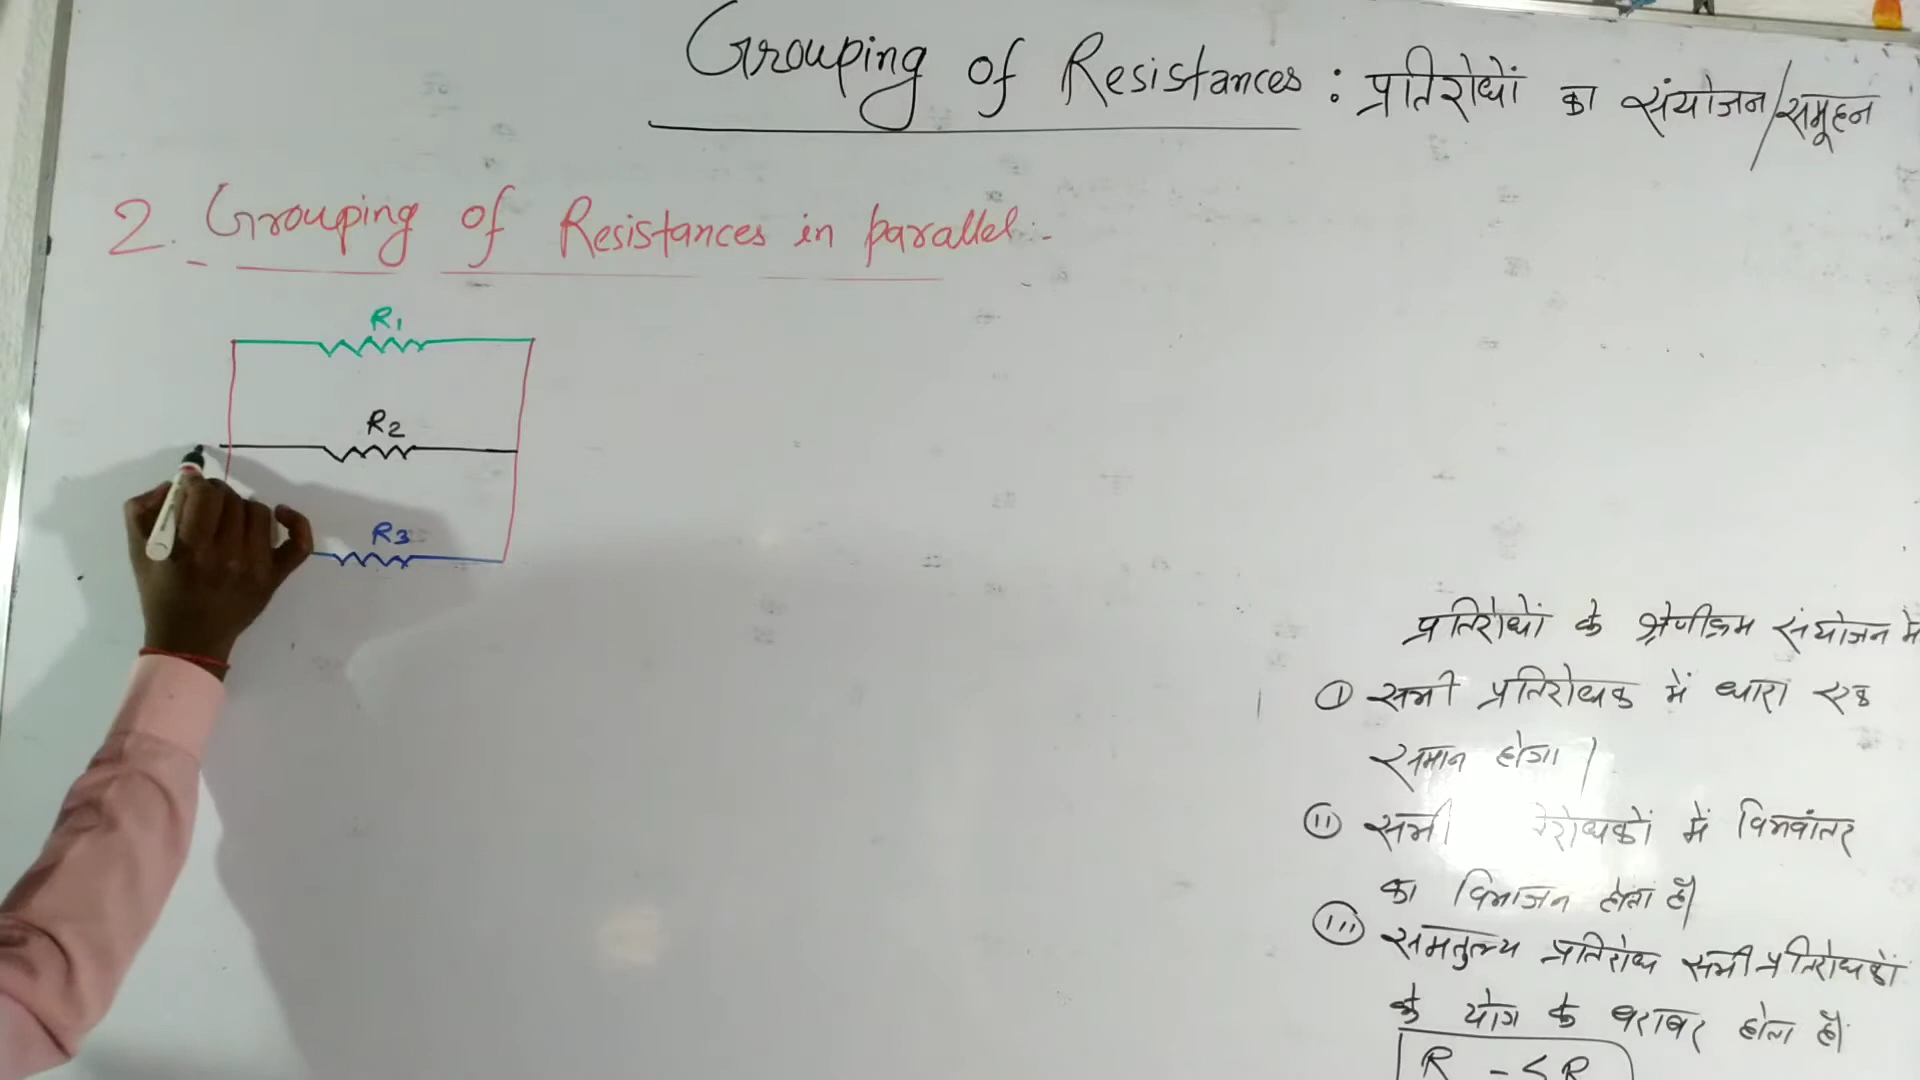 Grouping of Resistances : प्रतिरोधों का संयोजन/समूहन
2. Grouping of Resistances in parallel :-
R1
R2
R3
प्रतिरोधों के श्रेणीक्रम संयोजन में
(I) सभी प्रतिरोधक में धारा एक
समान होगा।
(II) सभी रोधकों में विभवांतर
का विभाजन होता है।
(III) समतुल्य प्रतिरोध सभी प्रतिरोधकों
के योग के बराबर होता है।